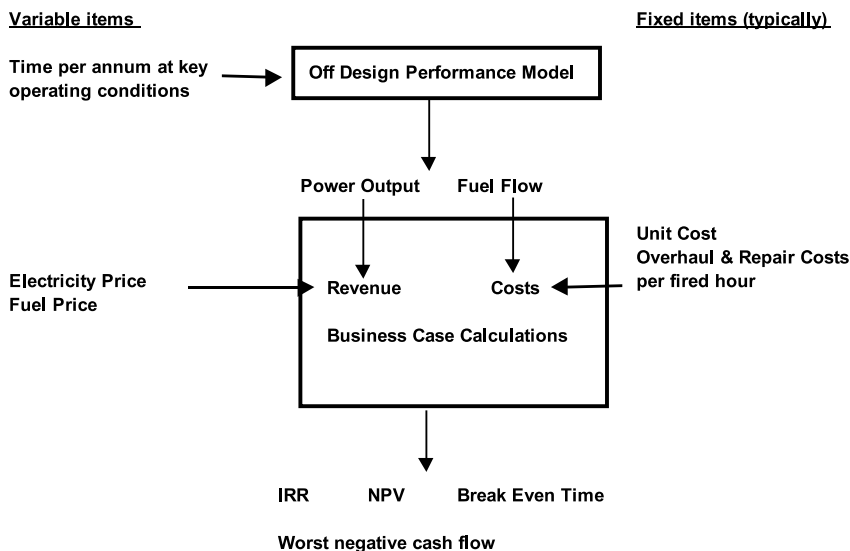 Variable items
Fixed items (typically)
Time per annum at key
operating conditions
Off Design Performance Model
Power Output
Fuel Flow
Unit Cost
Overhaul & Repair Costs
per fired hour
Electricity Price
Fuel Price
Revenue
Costs
Business Case Calculations
IRR
NPV
Break Even Time
Worst negative cash flow